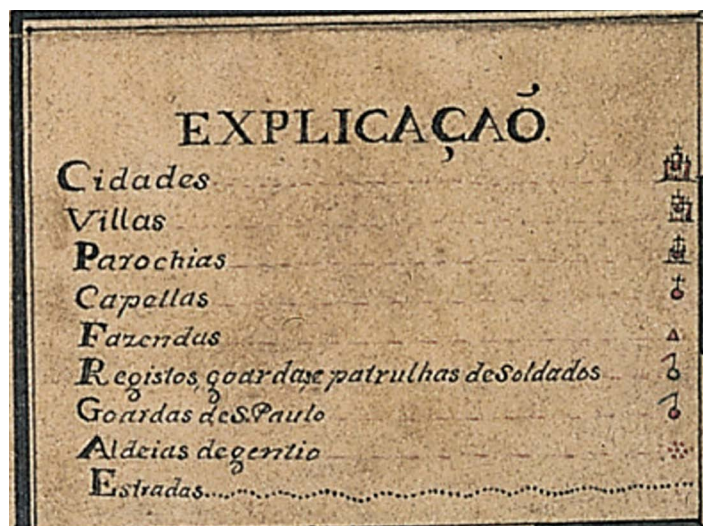 EXPLICAÇAÕ.
Cidades
Villas
Parochias
Capellas
Fazendas
Registos, goardas, e patrulhas de Soldados
Goardas de S. Paulo
Aldeias de gentio
Estradas